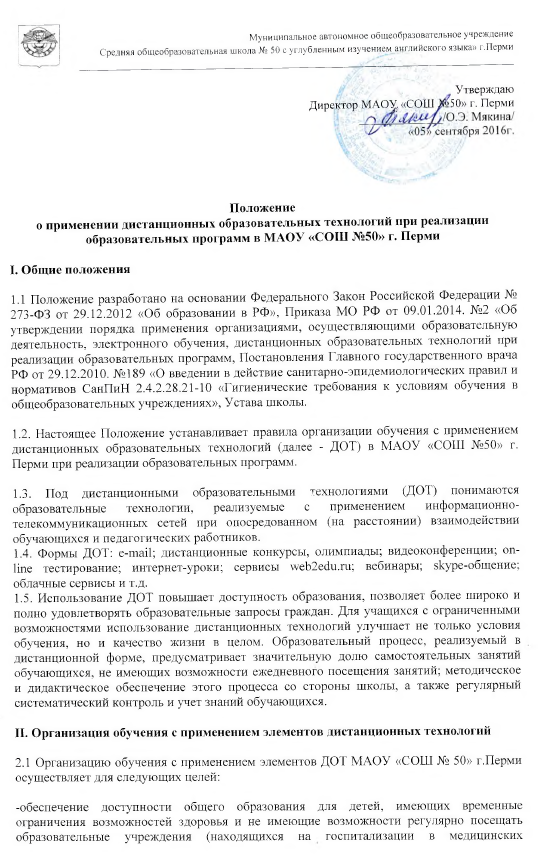 Муниципальное автономное общеобразовательное учреждение
Средняя общеобразовательная школа № 50 с углубленным изучением английского языка» г.Перми
Утверждаю
Директор МАОУ «СОШ №50» г. Перми
/О.Э. Мякина/
«05» сентября 2016г.
Положение
о применении дистанционных образовательных технологий при реализации
образовательных программ в МАОУ «СОШ №50» г. Перми
I. Общие положения
1.1 Положение разработано на основании Федерального Закон Российской Федерации №
273-ФЗ от 29.12.2012 «Об образовании в РФ», Приказа МО РФ от 09.01.2014. №2 «Об
утверждении порядка применения организациями, осуществляющими образовательную
деятельность, электронного обучения, дистанционных образовательных технологий при
реализации образовательных программ, Постановления Главного государственного врача
РФ от 29.12.2010. №189 «О введении в действие санитарно-эпидемиологических правил и
нормативов СанПиН 2.4.2.28.21-10 «Гигиенические требования к условиям обучения в
общеобразовательных учреждениях», Устава школы.
1.2. Настоящее Положение устанавливает правила организации обучения с применением
дистанционных образовательных технологий (далее - ДОТ) в МАОУ «СОШ №50» г.
Перми при реализации образовательных программ.
1.3. Под дистанционными образовательными технологиями (ДОТ) понимаются
образовательные технологии, реализуемые с применением информационно-
телекоммуникационных сетей при опосредованном (на расстоянии) взаимодействии
обучающихся и педагогических работников.
1.4. Формы ДОТ: e-mail; дистанционные конкурсы, олимпиады; видеоконференции; on-
line тестирование; интернет-уроки; сервисы web2edu.ru; вебинары; skype-общение;
облачные сервисы и т.д.
1.5. Использование ДОТ повышает доступность образования, позволяет более широко и
полно удовлетворять образовательные запросы граждан. Для учащихся с ограниченными
возможностями использование дистанционных технологий улучшает не только условия
обучения, но и качество жизни в целом. Образовательный процесс, реализуемый в
дистанционной форме, предусматривает значительную долю самостоятельных занятий
обучающихся, не имеющих возможности ежедневного посещения занятий; методическое
и дидактическое обеспечение этого процесса со стороны школы, а также регулярный
систематический контроль и учет знаний обучающихся.
II. Организация обучения с применением элементов дистанционных технологий
2.1 Организацию обучения с применением элементов ДОТ МАОУ «СОШ № 50» г.Перми
осуществляет для следующих целей:
-обеспечение доступности общего образования для детей, имеющих временные
ограничения возможностей здоровья и не имеющие возможности регулярно посещать
образовательные учреждения (находящихся на госпитализации в медицинских